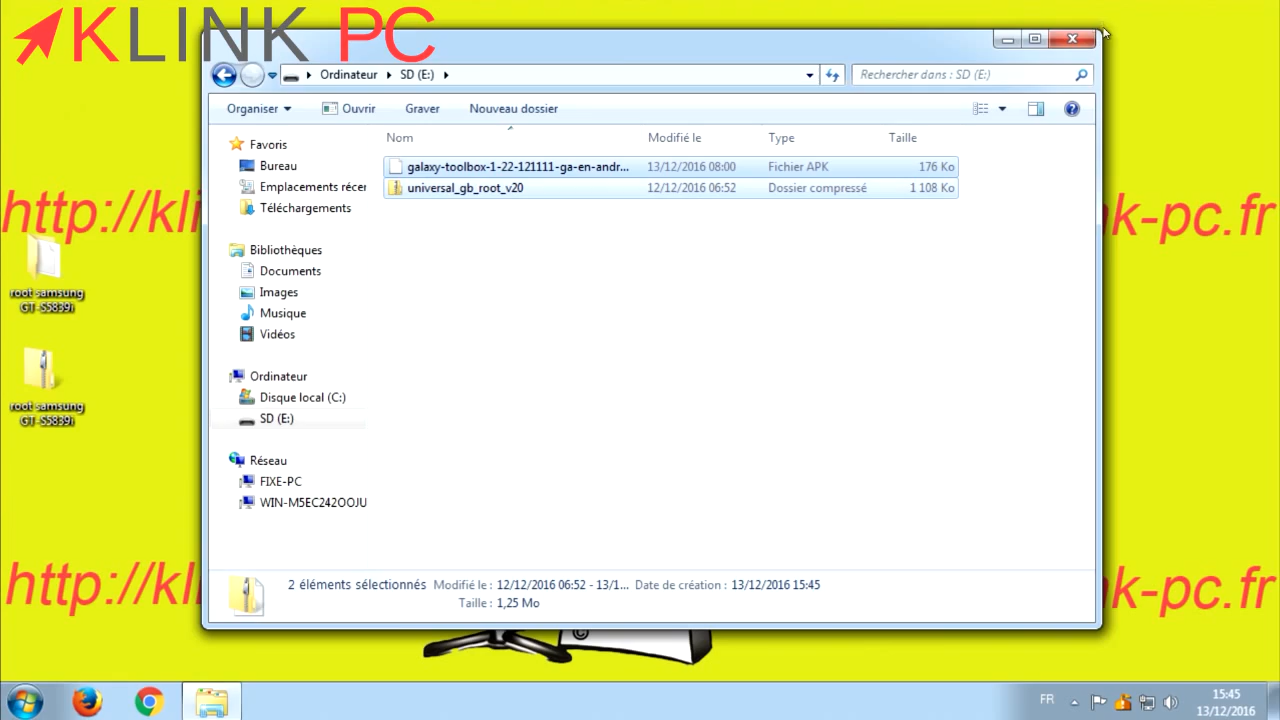 KLINK PC
Ordinateur SD (E:)
Rechercher dans : SD (E:)
Organiser Ouvrir Graver Nouveau dossier
Nom Modifié le Type Taille
galaxy-toolbox-1-22-121111-ga-en-andr... 13/12/2016 08:00 Fichier APK 176 Ko
universal_gb_root_v20 12/12/2016 06:52 Dossier compressé 1 108 Ko
Favoris
Bureau
Emplacements récer
Téléchargements
Bibliothèques
Documents
Images
Musique
Vidéos
Ordinateur
Disque local (C:)
SD (E:)
Réseau
FIXE-PC
WIN-M5EC242OOJU
2 éléments sélectionnés Modifié le : 12/12/2016 06:52 - 13/1... Date de création : 13/12/2016 15:45
Taille : 1,25 Mo
http://kli
nk-pc.fr
root samsung
GT-S5839i
root samsung
GT-S5839i
http://kli
k-pc.fr
©
FR
15:45
13/12/2016